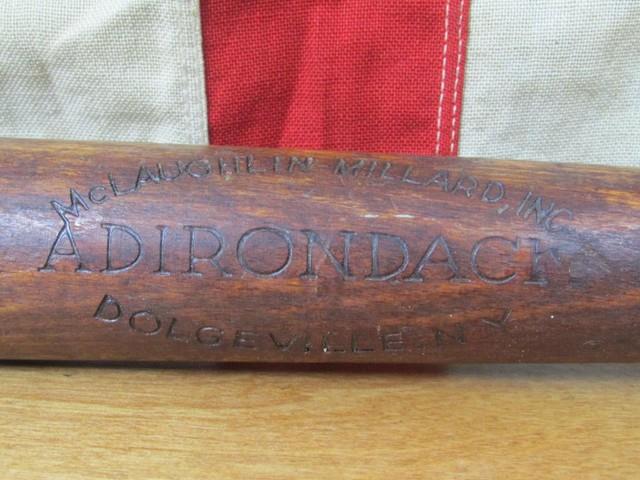 McLAUGHLIN MILLARD, INC.
ADIRONDACK
DOLGEVILLE, N.Y.